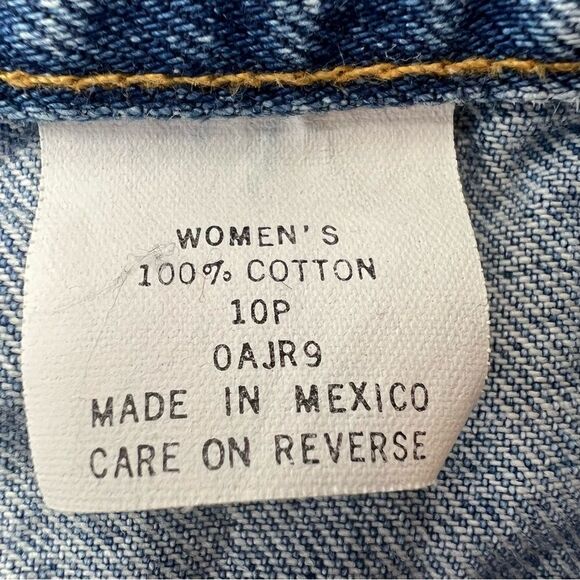 WOMEN'S
100% COTTON
10P
0AJR9
MADE IN MEXICO
CARE ON REVERSE